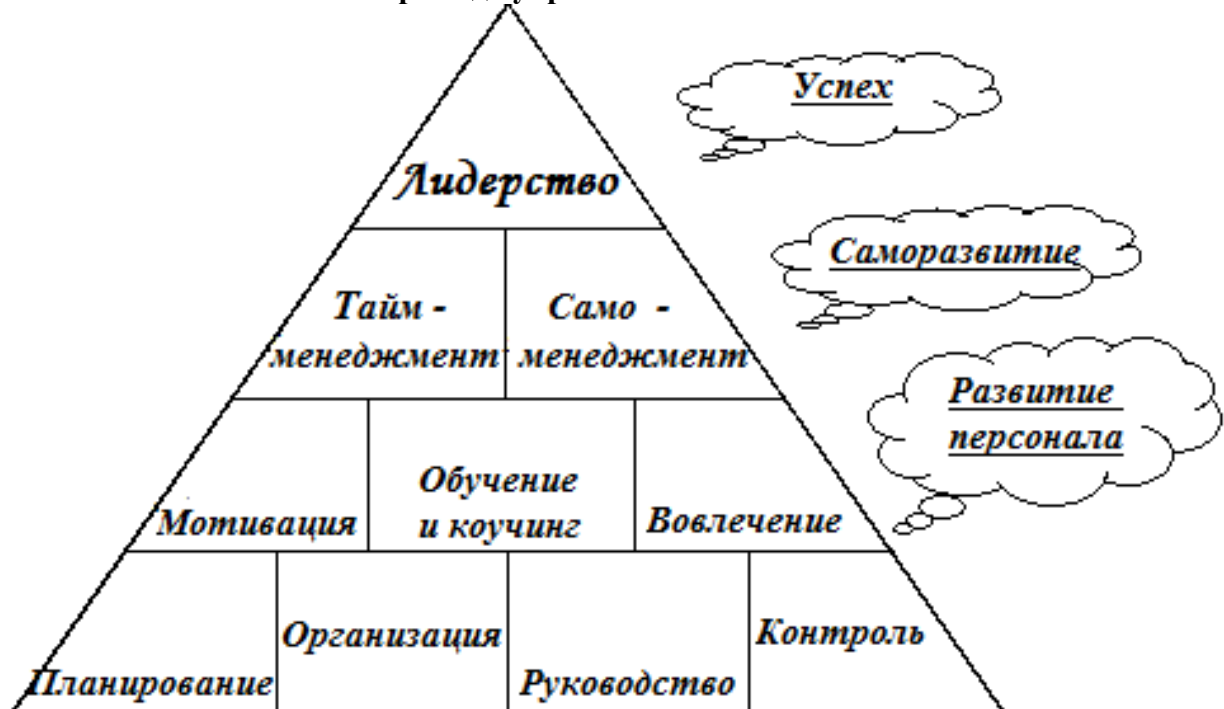 Успех
Лидерство
Саморазвитие
Тайм - Само -
менеджмент менеджмент
Развитие
персонала
Обучение
и коучинг
Мотивация Вовлечение
Организация Контроль
Планирование Руководство